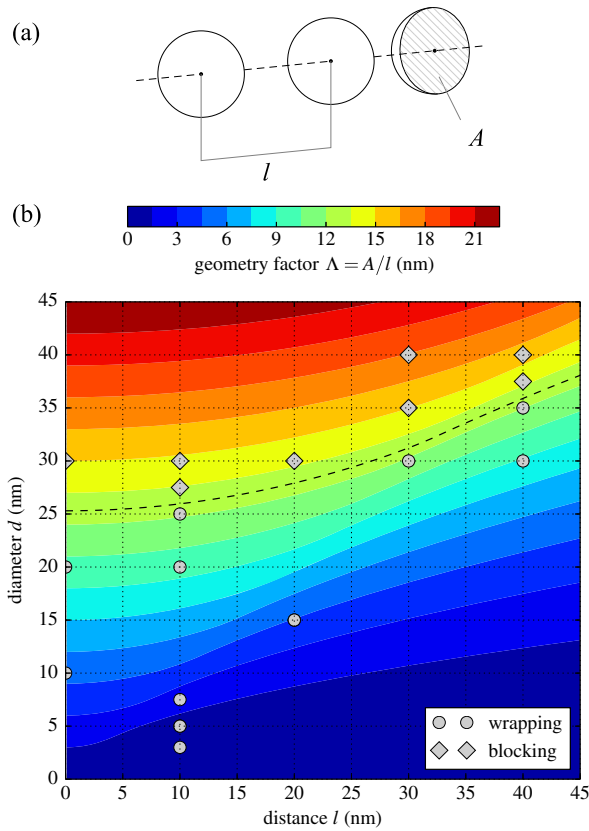 (a)
l
A
(b)
0 3 6 9 12 15 18 21
geometry factor Λ = A/l (nm)
45
40
35
30
25
20
15
10
5
0
diameter d (nm)
wrapping
blocking
0 5 10 15 20 25 30 35 40 45
distance l (nm)